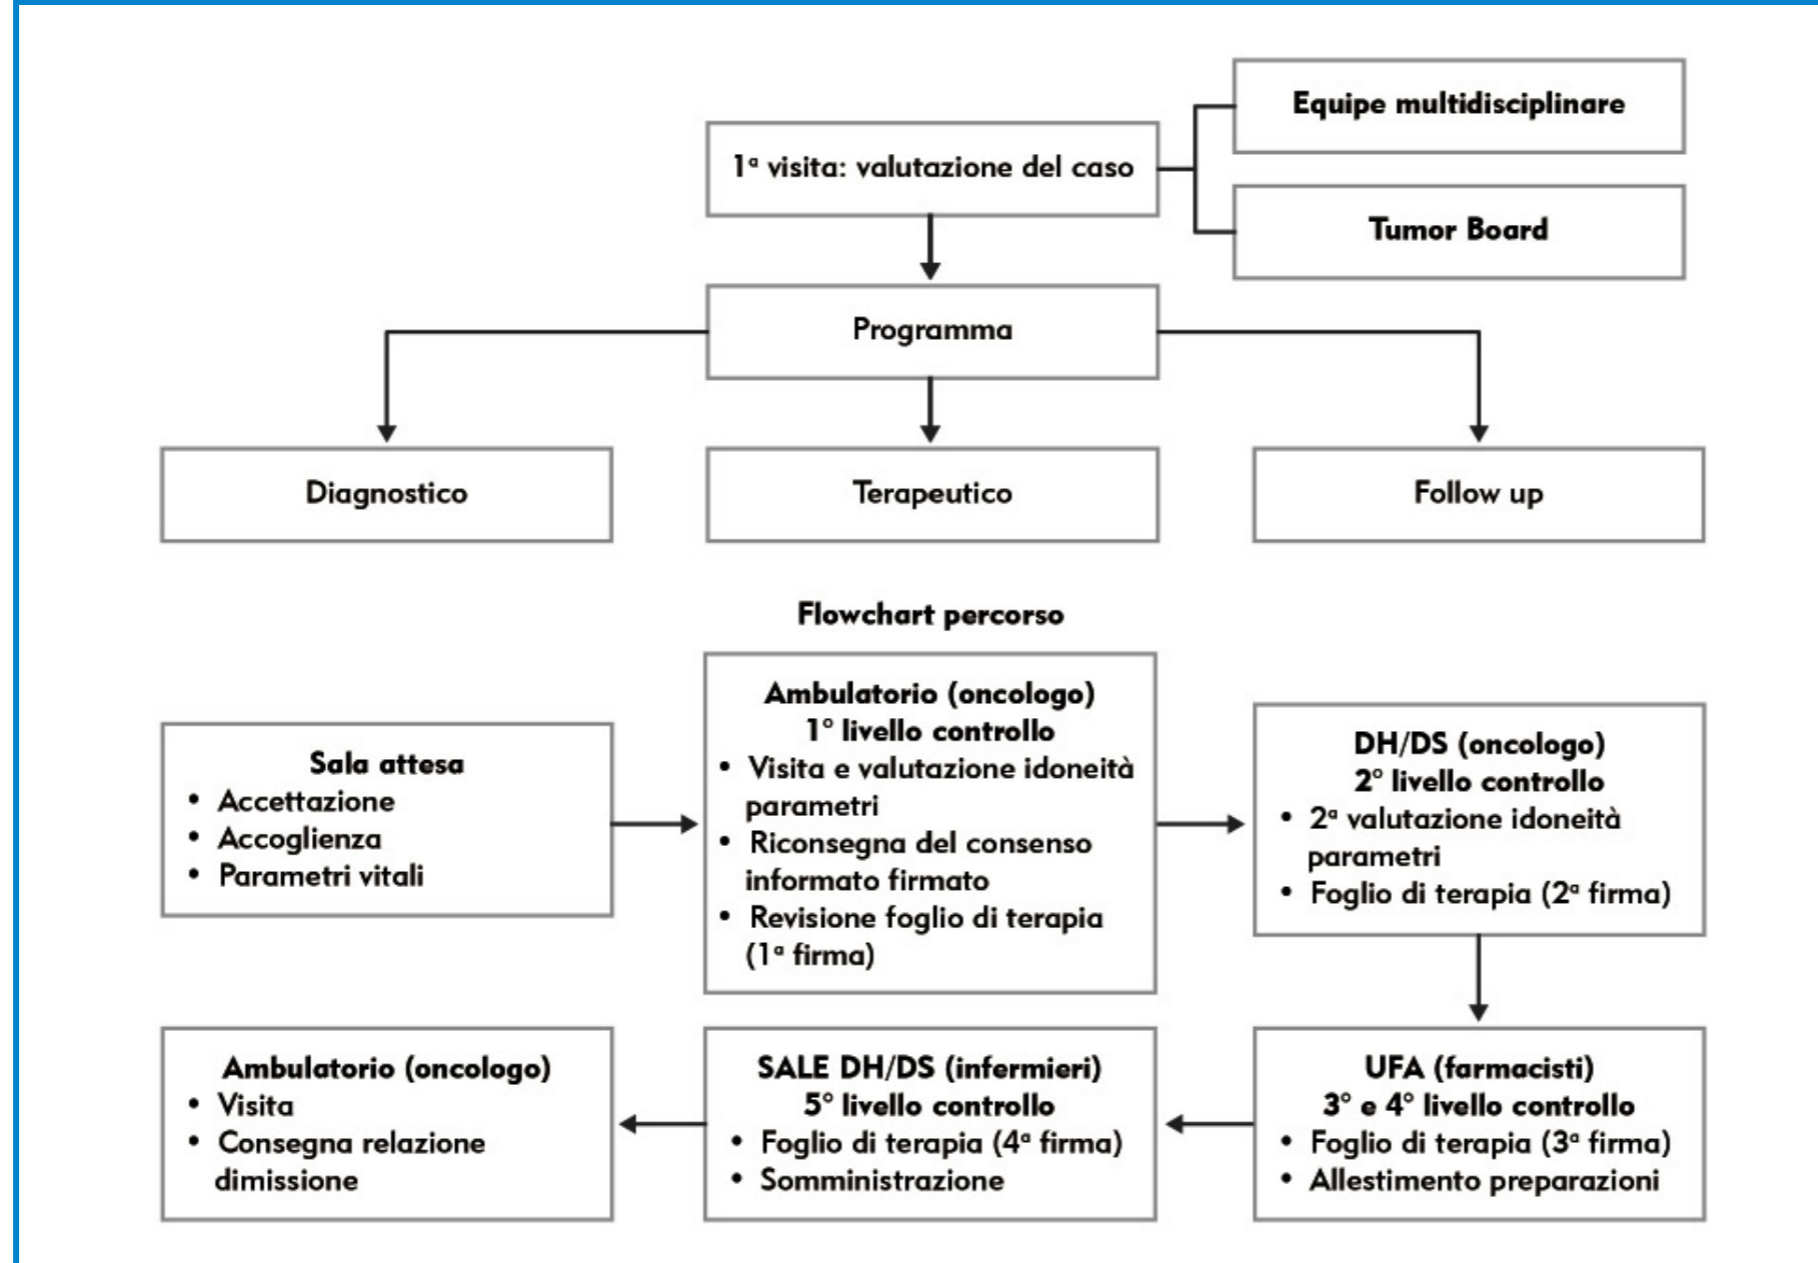 Equipe multidisciplinare
1ª visita: valutazione del caso
Tumor Board
Programma
Diagnostico
Terapeutico
Follow up
Flowchart percorso
Sala attesa
• Accettazione
• Accoglienza
• Parametri vitali
Ambulatorio (oncologo)
1° livello controllo
• Visita e valutazione idoneità
parametri
• Riconsegna del consenso
informato firmato
• Revisione foglio di terapia
(1ª firma)
DH/DS (oncologo)
2° livello controllo
• 2ª valutazione idoneità
parametri
• Foglio di terapia (2ª firma)
UFA (farmacisti)
3° e 4° livello controllo
• Foglio di terapia (3ª firma)
• Allestimento preparazioni
SALE DH/DS (infermieri)
5° livello controllo
• Foglio di terapia (4ª firma)
• Somministrazione
Ambulatorio (oncologo)
• Visita
• Consegna relazione
dimissione